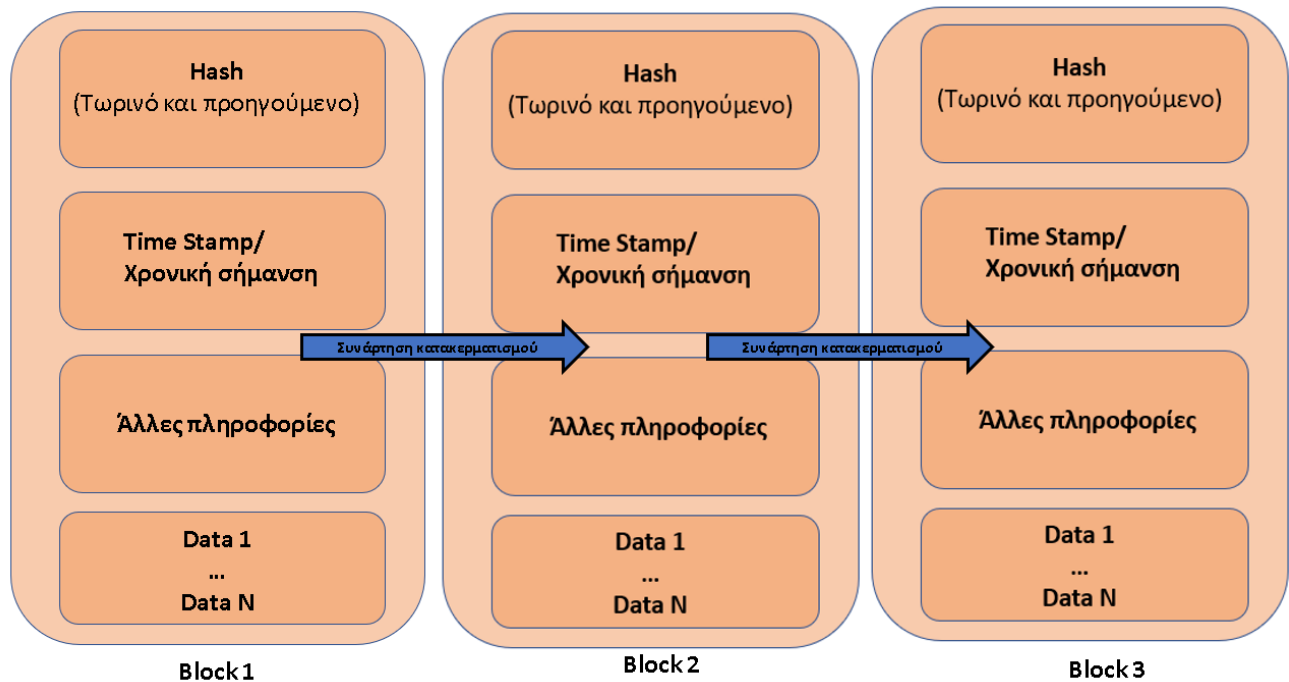 Hash
(Τωρινό και προηγούμενο)
Time Stamp/
Χρονική σήμανση
Άλλες πληροφορίες
Data 1
...
Data N
Block 1
Συνάρτηση κατακερματισμού
Hash
(Τωρινό και προηγούμενο)
Time Stamp/
Χρονική σήμανση
Άλλες πληροφορίες
Data 1
...
Data N
Block 2
Συνάρτηση κατακερματισμού
Hash
(Τωρινό και προηγούμενο)
Time Stamp/
Χρονική σήμανση
Άλλες πληροφορίες
Data 1
...
Data N
Block 3